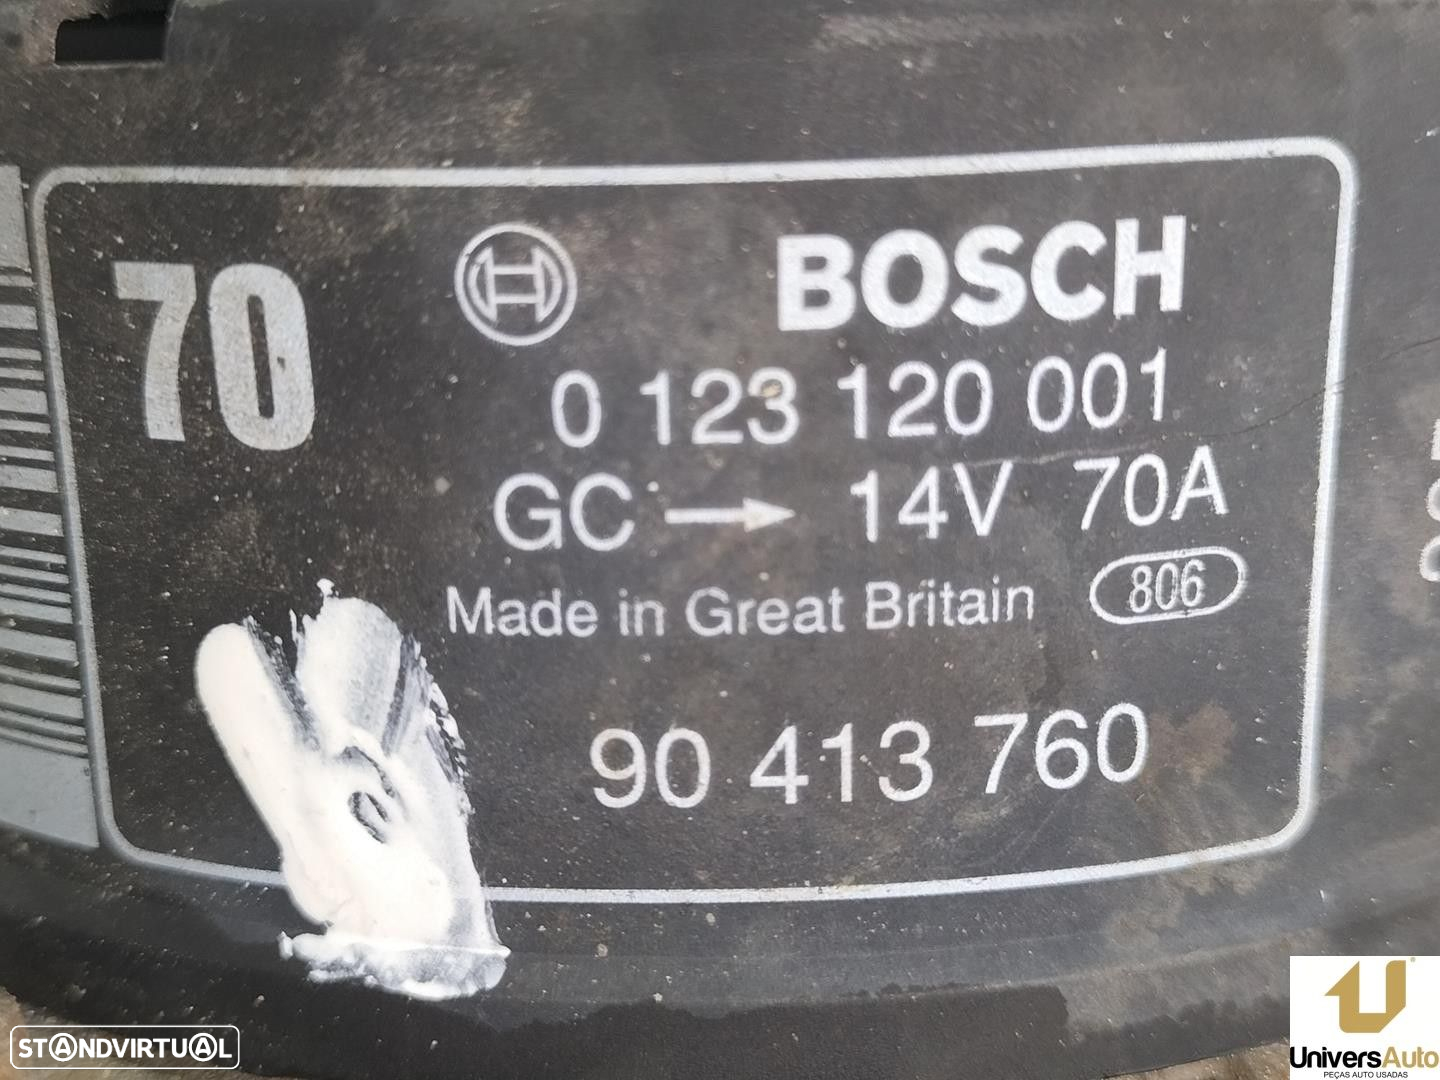 70
BOSCH
0 123 120 001
GC → 14V 70A
Made in Great Britain 806
90 413 760
STANDVIRTUAL
UniversAuto
PEÇAS AUTO USADAS